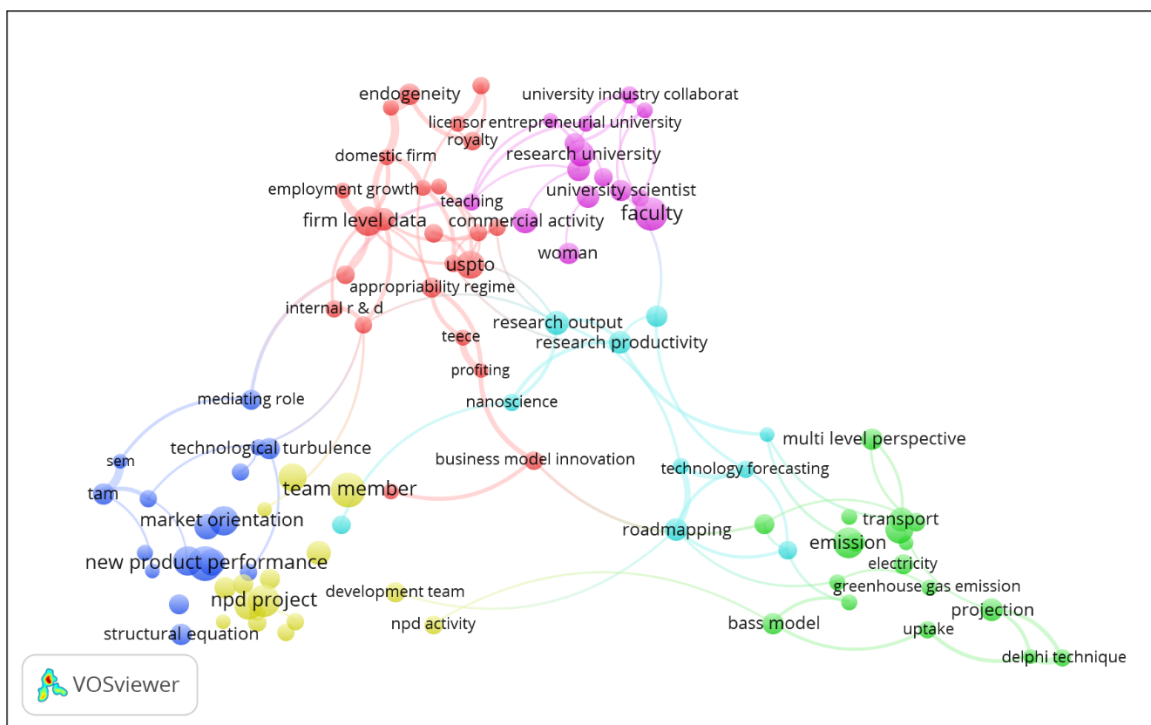 endogeneity
university industry collaborat
licensor
entrepreneurial university
royalty
domestic firm
research university
employment growth
teaching
university scientist
firm level data
commercial activity
faculty
woman
uspto
appropriability regime
internal r & d
research output
teece
research productivity
profiting
mediating role
nanoscience
technological turbulence
multi level perspective
sem
business model innovation
technology forecasting
tam
team member
market orientation
roadmapping
transport
emission
new product performance
electricity
greenhouse gas emission
development team
npd project
projection
structural equation
npd activity
bass model
uptake
delphi technique
VOSviewer